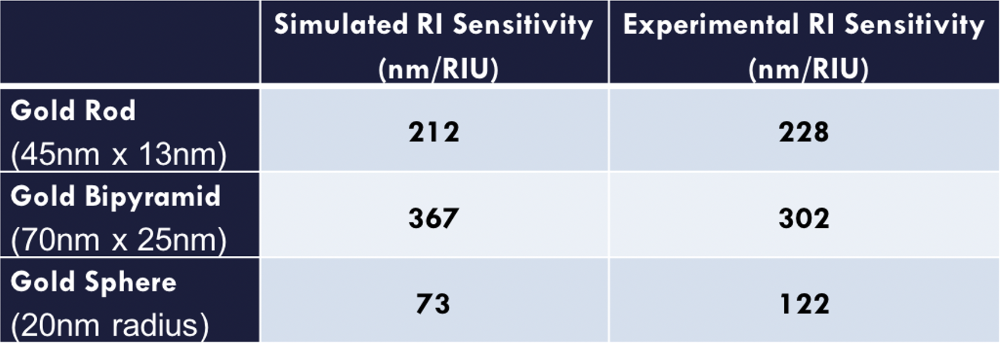 Simulated RI Sensitivity
(nm/RIU)
Experimental RI Sensitivity
(nm/RIU)
Gold Rod
(45nm x 13nm)
212
228
Gold Bipyramid
(70nm x 25nm)
367
302
Gold Sphere
(20nm radius)
73
122